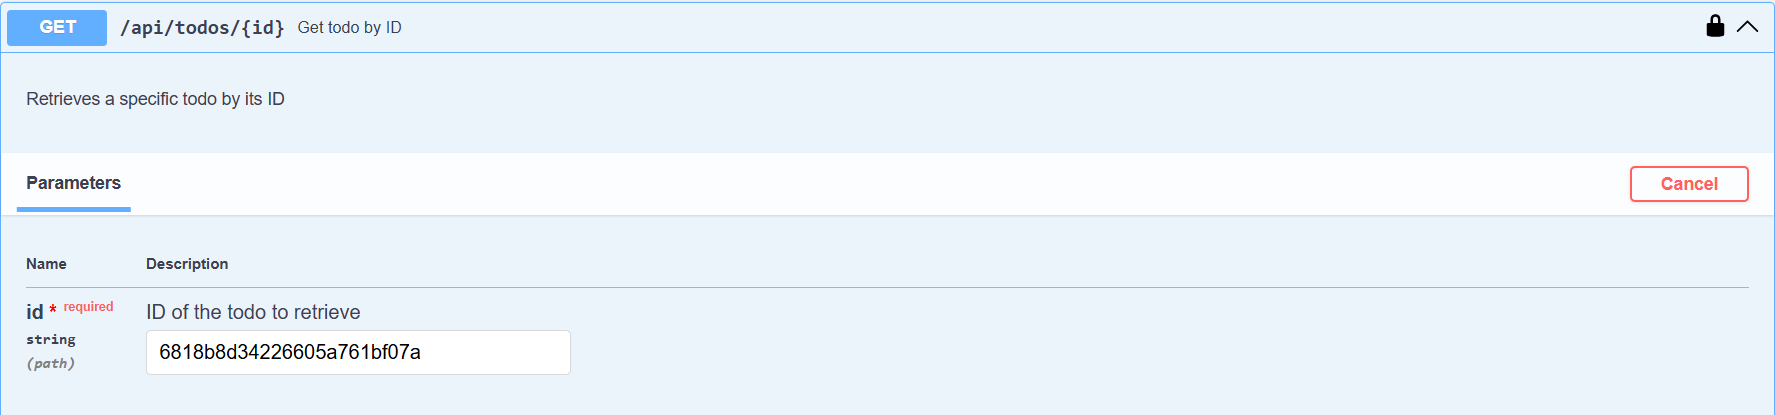 GET /api/todos/{id} Get todo by ID
Retrieves a specific todo by its ID
Parameters Cancel
Name Description
id * required ID of the todo to retrieve
string 6818b8d34226605a761bf07a
(path)